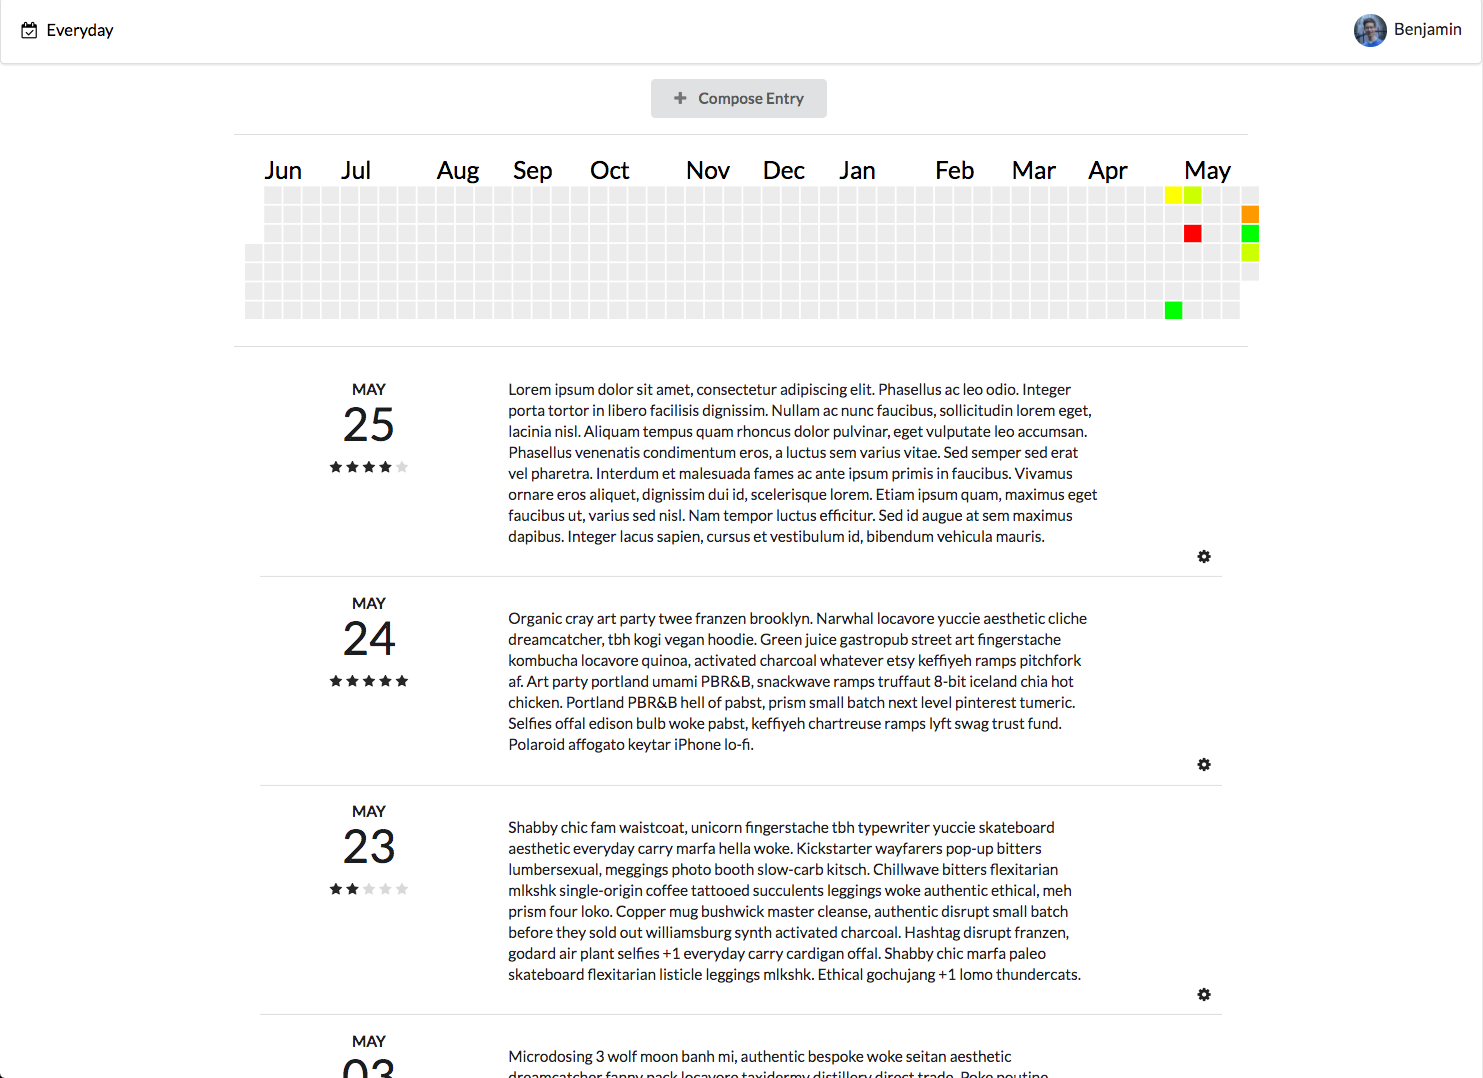 Everyday
Benjamin
Compose Entry
Jun Jul Aug Sep Oct Nov Dec Jan Feb Mar Apr May
MAY
25
Lorem ipsum dolor sit amet, consectetur adipiscing elit. Phasellus ac leo odio. Integer
porta tortor in libero facilisis dignissim. Nullam ac nunc faucibus, sollicitudin lorem eget,
lacinia nisl. Aliquam tempus quam rhoncus dolor pulvinar, eget vulputate leo accumsan.
Phasellus venenatis condimentum eros, a luctus sem varius vitae. Sed semper sed erat
vel pharetra. Interdum et malesuada fames ac ante ipsum primis in faucibus. Vivamus
ornare eros aliquet, dignissim dui id, scelerisque lorem. Etiam ipsum quam, maximus eget
faucibus ut, varius sed nisl. Nam tempor luctus efficitur. Sed id augue at sem maximus
dapibus. Integer lacus sapien, cursus et vestibulum id, bibendum vehicula mauris.
MAY
24
Organic cray art party twee franzen brooklyn. Narwhal locavore yuccie aesthetic cliche
dreamcatcher, tbh kogi vegan hoodie. Green juice gastropub street art fingerstache
kombucha locavore quinoa, activated charcoal whatever etsy keffiyeh ramps pitchfork
af. Art party portland umami PBR&B, snackwave ramps truffaut 8-bit iceland chia hot
chicken. Portland PBR&B hell of pabst, prism small batch next level pinterest tumeric.
Selfies offal edison bulb woke pabst, keffiyeh chartreuse ramps lyft swag trust fund.
Polaroid affogato keytar iPhone lo-fi.
MAY
23
Shabby chic fam waistcoat, unicorn fingerstache tbh typewriter yuccie skateboard
aesthetic everyday carry marfa hella woke. Kickstarter wayfarers pop-up bitters
lumbersexual, meggings photo booth slow-carb kitsch. Chillwave bitters flexitarian
mlkshk single-origin coffee tattooed succulents leggings woke authentic ethical, meh
prism four loko. Copper mug bushwick master cleanse, authentic disrupt small batch
before they sold out williamsburg synth activated charcoal. Hashtag disrupt franzen,
godard air plant selfies +1 everyday carry cardigan offal. Shabby chic marfa paleo
skateboard flexitarian listicle leggings mlkshk. Ethical gochujang +1 lomo thundercats.
MAY
03
Microdosing 3 wolf moon banh mi, authentic bespoke woke seitan aesthetic
dreamcatcher fanny pack locavore taxidermy distillery direct trade. Poke poutine